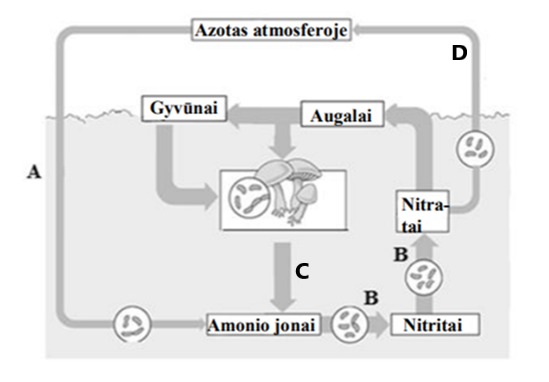 Azotas atmosferoje
D
Gyvūnai
Augalai
A
Nitra-
tai
B
C
B
Amonio jonai
Nitritai